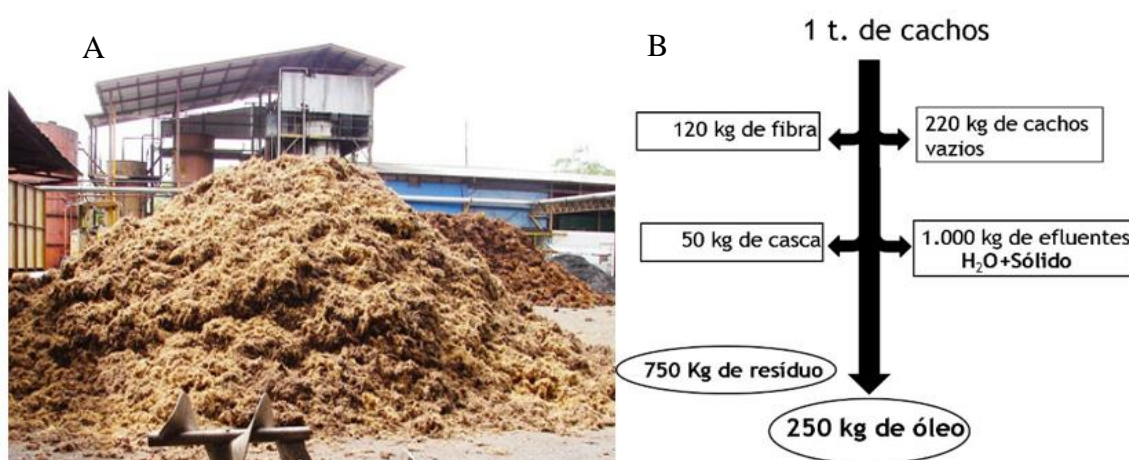 A
B
1 t. de cachos
120 kg de fibra
220 kg de cachos
vazios
50 kg de casca
1.000 kg de efluentes
H₂O+Sólido
750 Kg de resíduo
250 kg de óleo